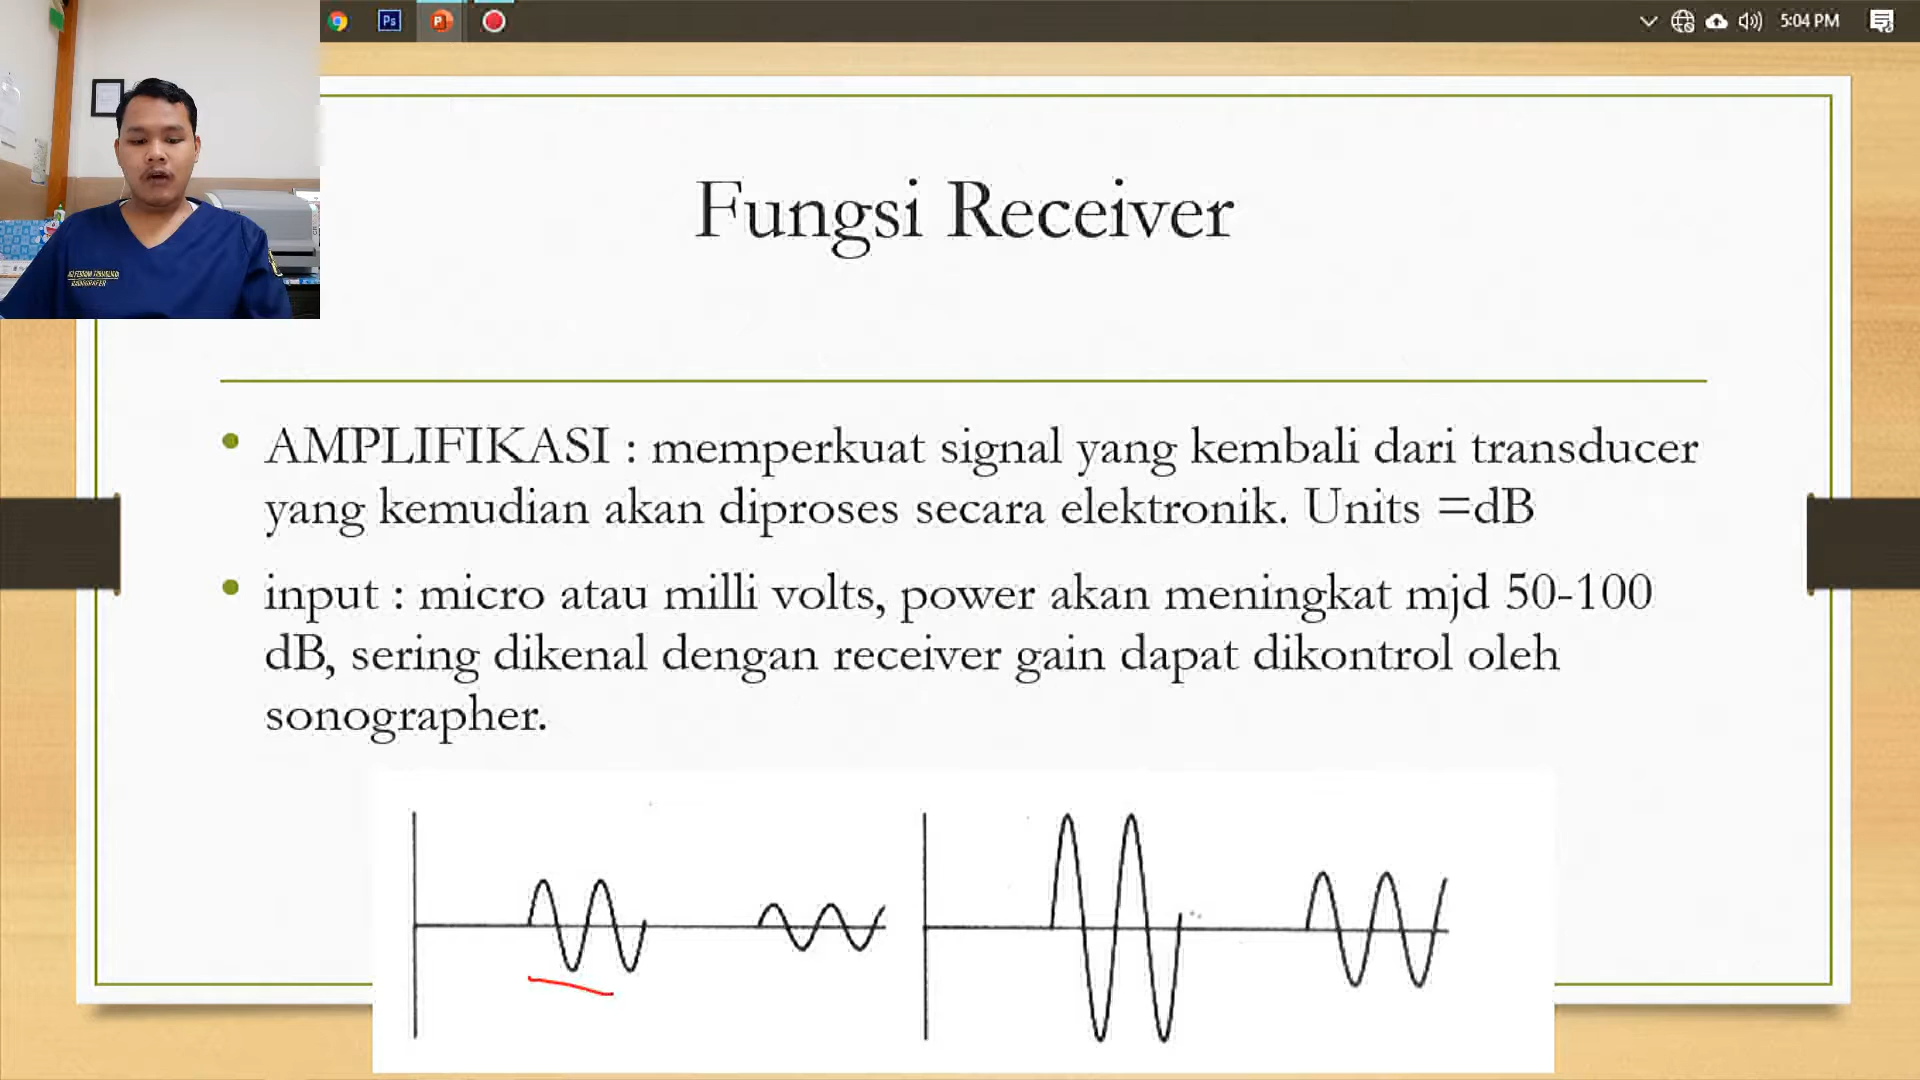 Ps
P
5:04 PM
Fungsi Receiver
RADIOGRAFER
• AMPLIFIKASI : memperkuat signal yang kembali dari transducer
yang kemudian akan diproses secara elektronik. Units =dB
• input : micro atau milli volts, power akan meningkat mjd 50-100
dB, sering dikenal dengan receiver gain dapat dikontrol oleh
sonographer.